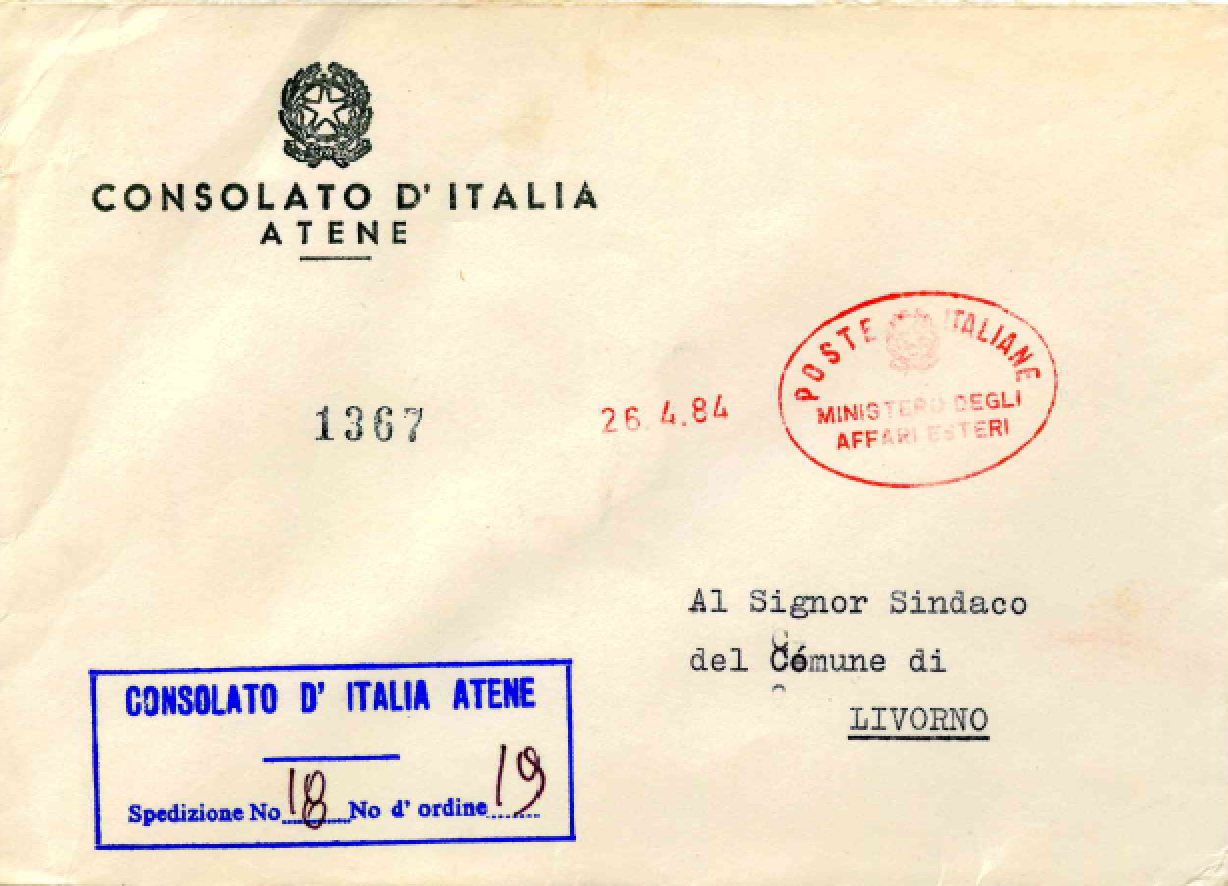 CONSOLATO D' ITALIA
ATENE
POSTE ITALIANE
MINISTERO DEGLI
AFFARI ESTERI
1367
26.4.84
Al Signor Sindaco
del Comune di
LIVORNO
CONSOLATO D' ITALIA ATENE
Spedizione No 18 No d' ordine 19